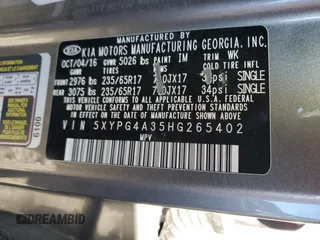 MANUFACTURED BY
KIA KIA MOTORS MANUFACTURING GEORGIA, INC.
OCT/04/16 GVWR 5026 lbs PAINT IM TRIM WK
GAWR TIRES RIMS COLD TIRE INF.
FRONT 2976 lbs 235/65R17 7.0JX17 psi SINGLE
REAR 3075 lbs 235/65R17 7.0JX17 34psi SINGLE
THIS VEHICLE CONFORMS TO ALL APPLICABLE
U.S. FEDERAL MOTOR VEHICLE SAFETY AND THEFT
PREVENTION STANDARDS IN EFFECT ON THE DATE
OF MANUFACTURE SHOWN ABOVE.
VIN 5XYPG4A35HG265402
MPV
6100
DREAMBID